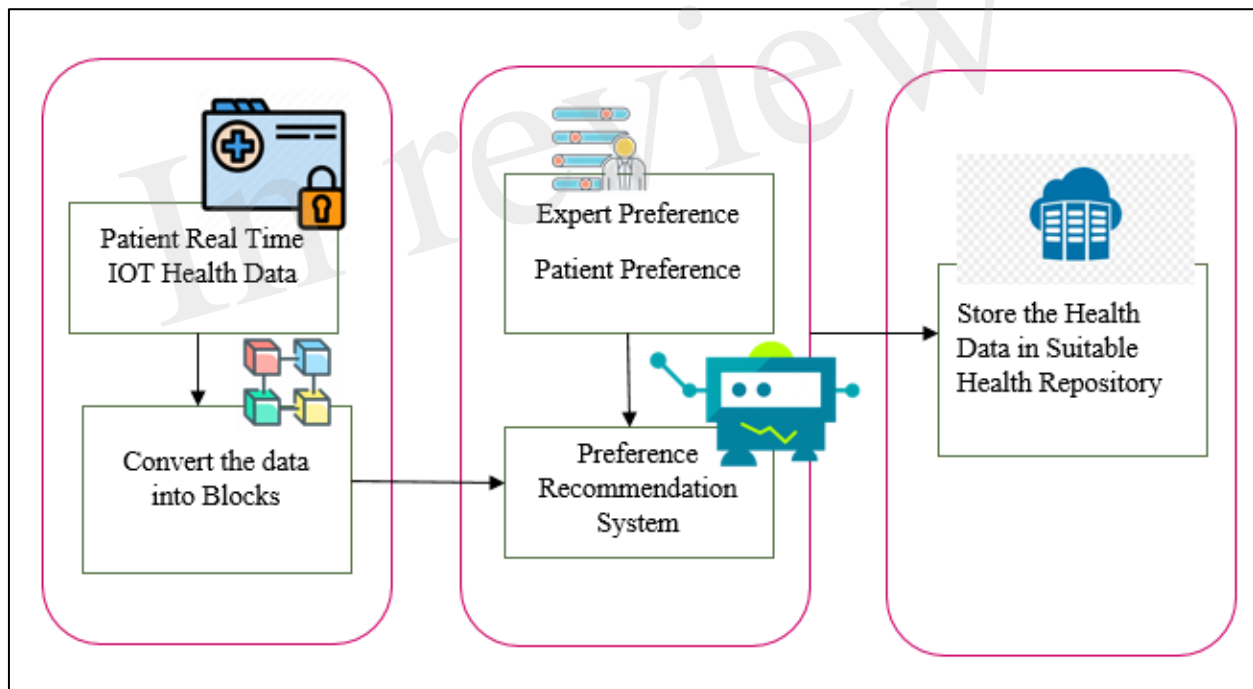 In review
Patient Real Time
IOT Health Data
Convert the data
into Blocks
Expert Preference
Patient Preference
Preference
Recommendation
System
Store the Health
Data in Suitable
Health Repository